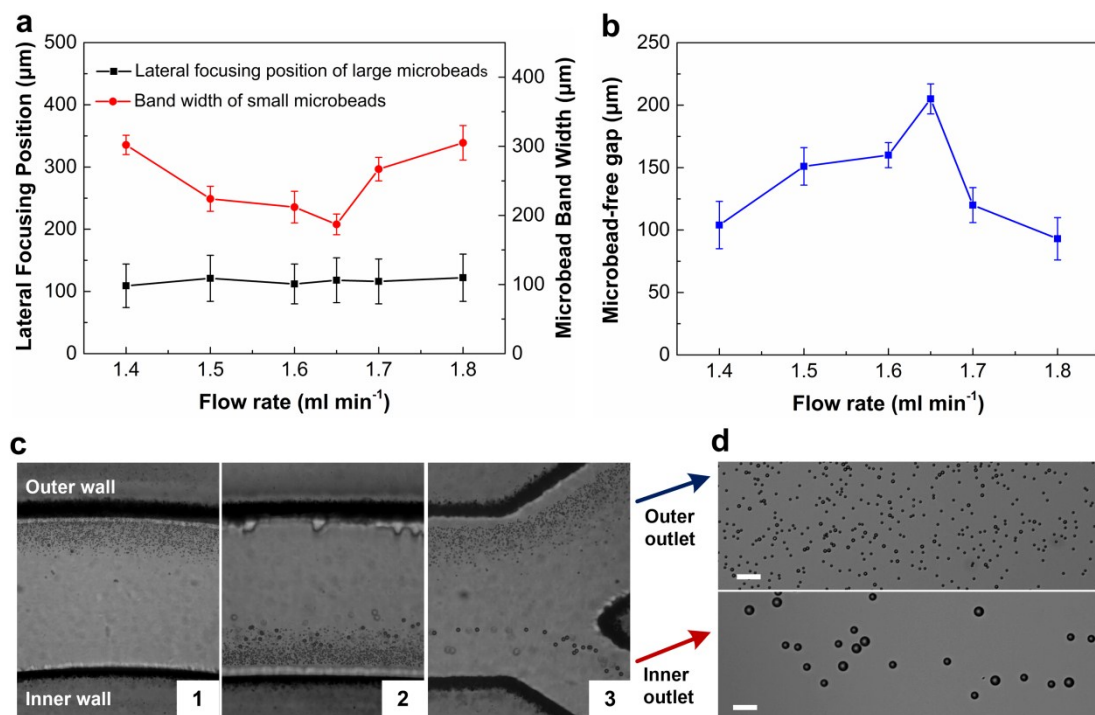 a
500
400
300
200
100
0
Lateral Focusing Position (µm)
Lateral focusing position of large microbeads
Band width of small microbeads
400
300
200
100
0
Microbead Band Width (µm)
1.4 1.5 1.6 1.7 1.8
Flow rate (ml min⁻¹)
b
250
200
150
100
50
0
Microbead-free gap (µm)
1.4 1.5 1.6 1.7 1.8
Flow rate (ml min⁻¹)
c
Outer wall
Inner wall
1
2
3
Outer
outlet
Inner
outlet
d